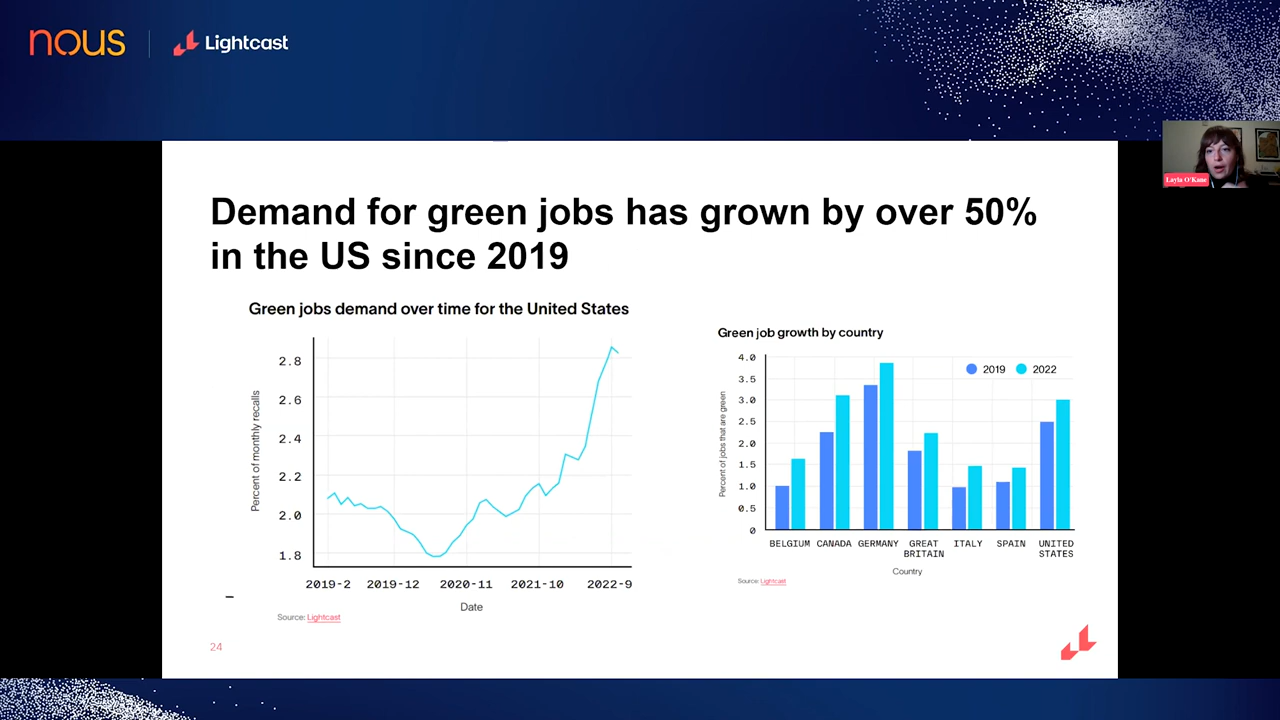 nous
Lightcast
Layla O'Kane
Demand for green jobs has grown by over 50%
in the US since 2019
Green jobs demand over time for the United States
Percent of monthly recalls
2.8
2.6
2.4
2.2
2.0
1.8
2019-2 2019-12 2020-11 2021-10 2022-9
Date
Source: Lightcast
Green job growth by country
2019 2022
Percent of jobs that are green
4.0
3.5
3.0
2.5
2.0
1.5
1.0
0.5
0
BELGIUM CANADA GERMANY GREAT BRITAIN ITALY SPAIN UNITED STATES
Country
Source: Lightcast
24